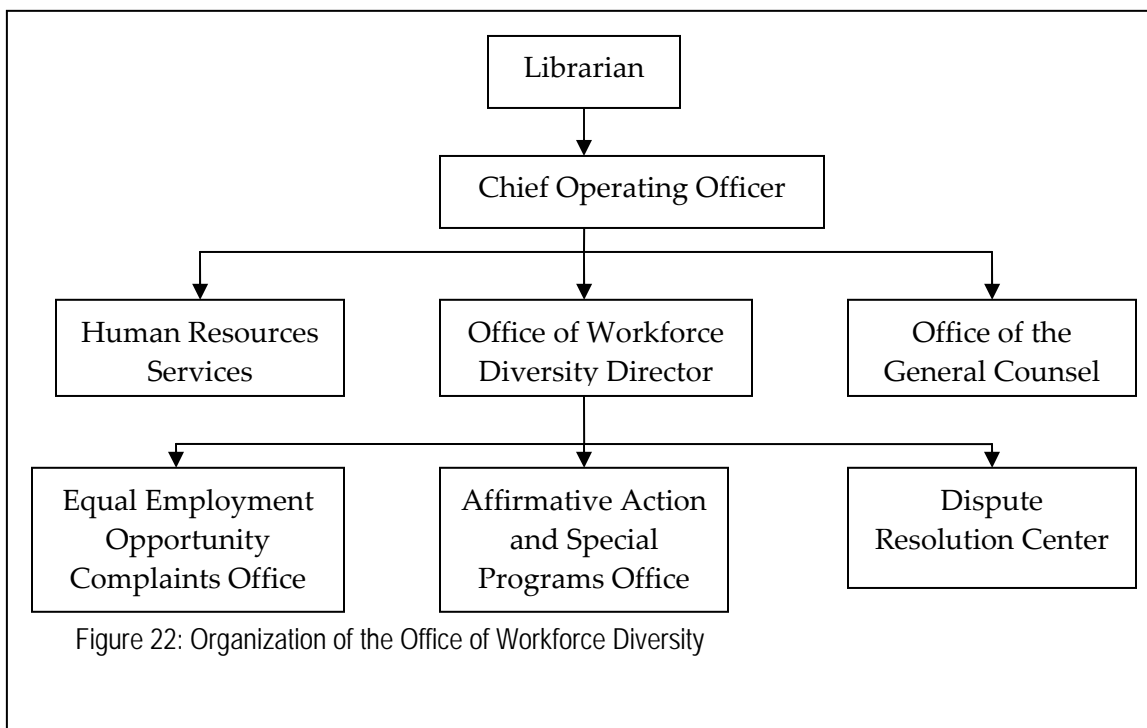 Librarian
Chief Operating Officer
Human Resources
Services
Office of Workforce
Diversity Director
Office of the
General Counsel
Equal Employment
Opportunity
Complaints Office
Affirmative Action
and Special
Programs Office
Dispute
Resolution Center
Figure 22: Organization of the Office of Workforce Diversity